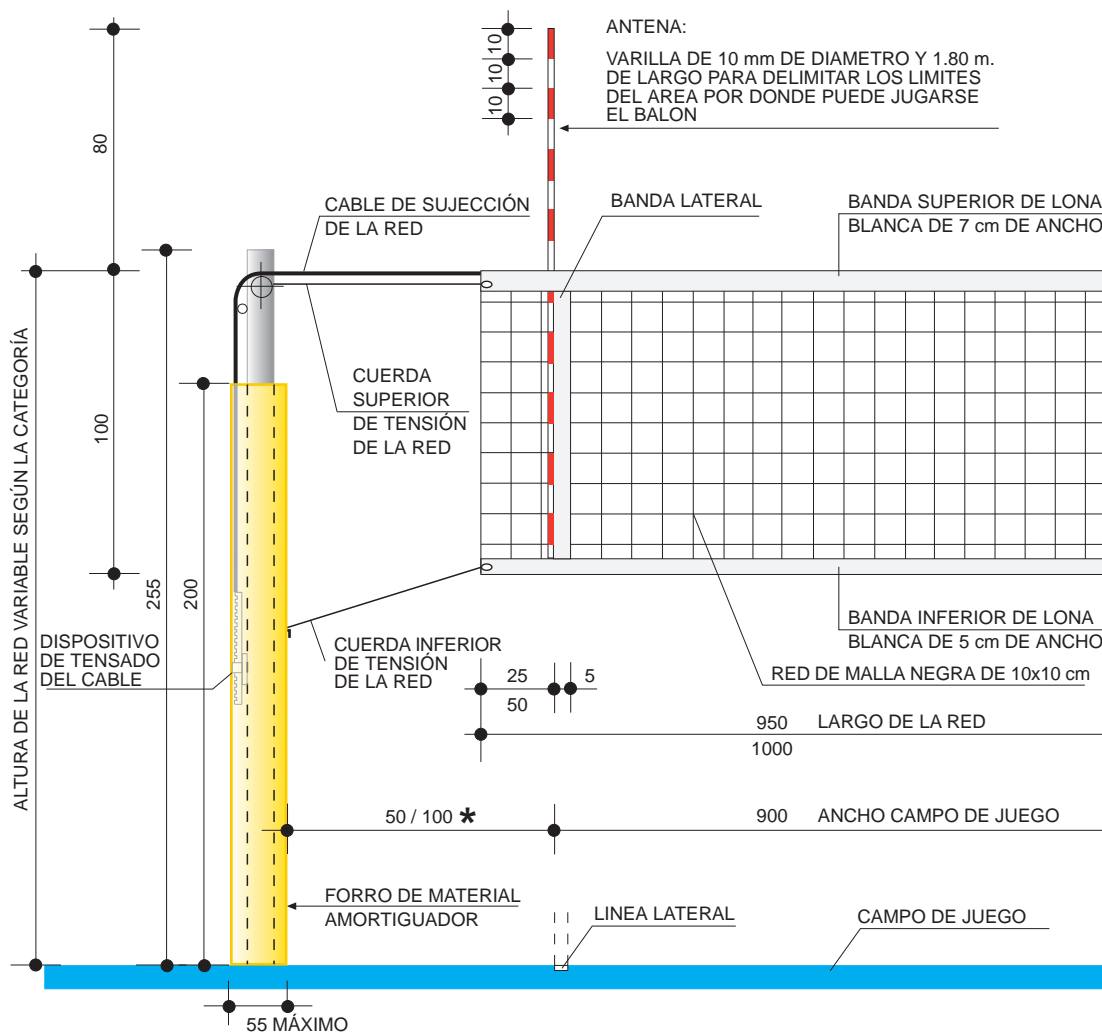 ANTENA:
VARILLA DE 10 mm DE DIAMETRO Y 1.80 m.
DE LARGO PARA DELIMITAR LOS LIMITES
DEL AREA POR DONDE PUEDE JUGARSE
EL BALON
10
10
10
80
CABLE DE SUJECCIÓN
DE LA RED
BANDA LATERAL
BANDA SUPERIOR DE LONA
BLANCA DE 7 cm DE ANCHO
ALTURA DE LA RED VARIABLE SEGÚN LA CATEGORÍA
100
255
200
CUERDA
SUPERIOR
DE TENSIÓN
DE LA RED
DISPOSITIVO
DE TENSADO
DEL CABLE
CUERDA INFERIOR
DE TENSIÓN
DE LA RED
BANDA INFERIOR DE LONA
BLANCA DE 5 cm DE ANCHO
RED DE MALLA NEGRA DE 10x10 cm
25
50
5
950 LARGO DE LA RED
1000
50 / 100 *
900 ANCHO CAMPO DE JUEGO
FORRO DE MATERIAL
AMORTIGUADOR
LINEA LATERAL
CAMPO DE JUEGO
55 MÁXIMO